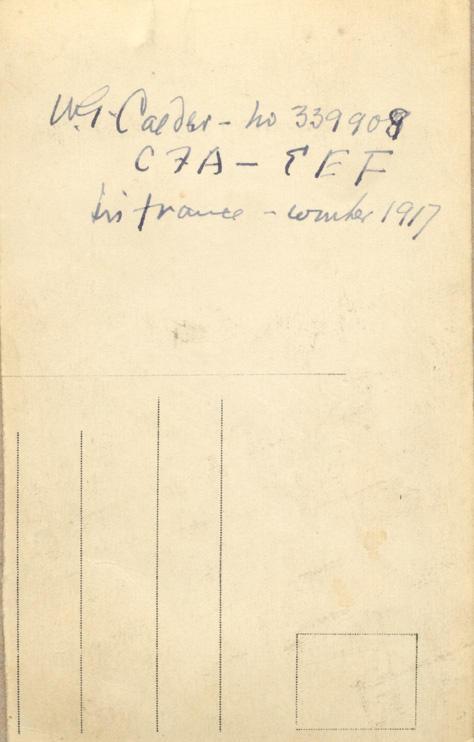 W.G. Calder - no 339908
CFA - CEF
in France - winter 1917